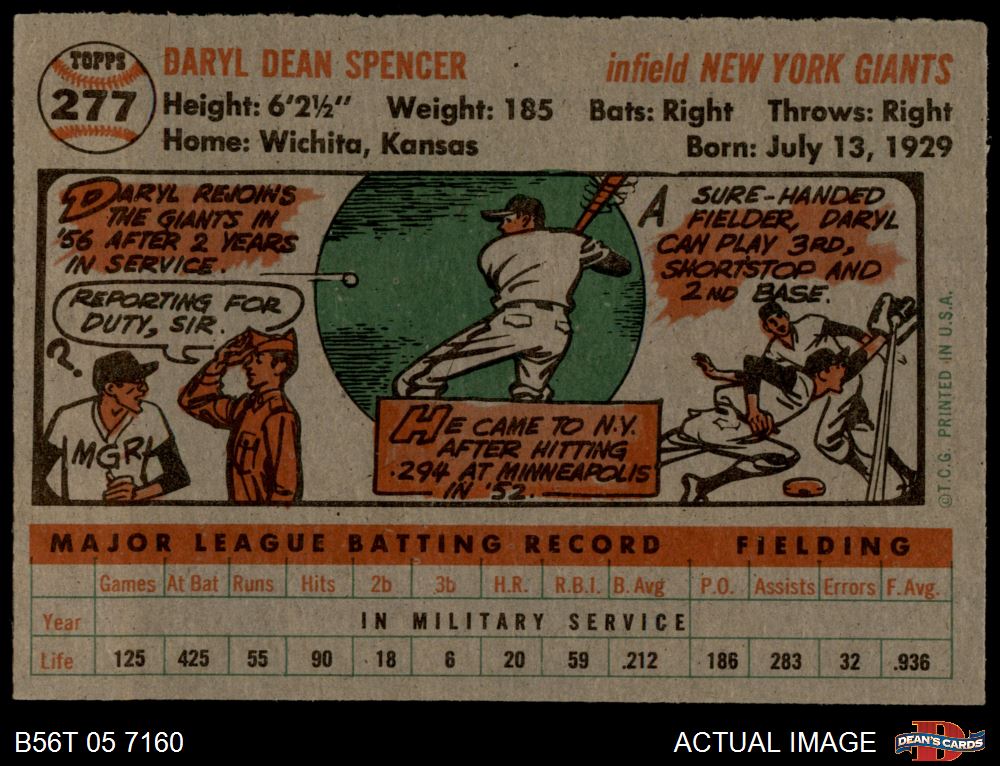 TOPPS
277
DARYL DEAN SPENCER
infield NEW YORK GIANTS
Height: 6'2½" Weight: 185 Bats: Right Throws: Right
Home: Wichita, Kansas Born: July 13, 1929
DARYL REJOINS
THE GIANTS IN
'56 AFTER 2 YEARS
IN SERVICE.
REPORTING FOR
DUTY, SIR.
?
MGR.
HE CAME TO N.Y.
AFTER HITTING
.294 AT MINNEAPOLIS
IN '52.
A SURE-HANDED
FIELDER, DARYL
CAN PLAY 3RD,
SHORTSTOP AND
2ND BASE.
©T.C.G. PRINTED IN U.S.A.
MAJOR LEAGUE BATTING RECORD FIELDING
Games At Bat Runs Hits 2b 3b H.R. R.B.I. B. Avg P.O. Assists Errors F. Avg.
Year IN MILITARY SERVICE
Life 125 425 55 90 18 6 20 59 .212 186 283 32 .936
B56T 05 7160
ACTUAL IMAGE
DEAN'S CARDS